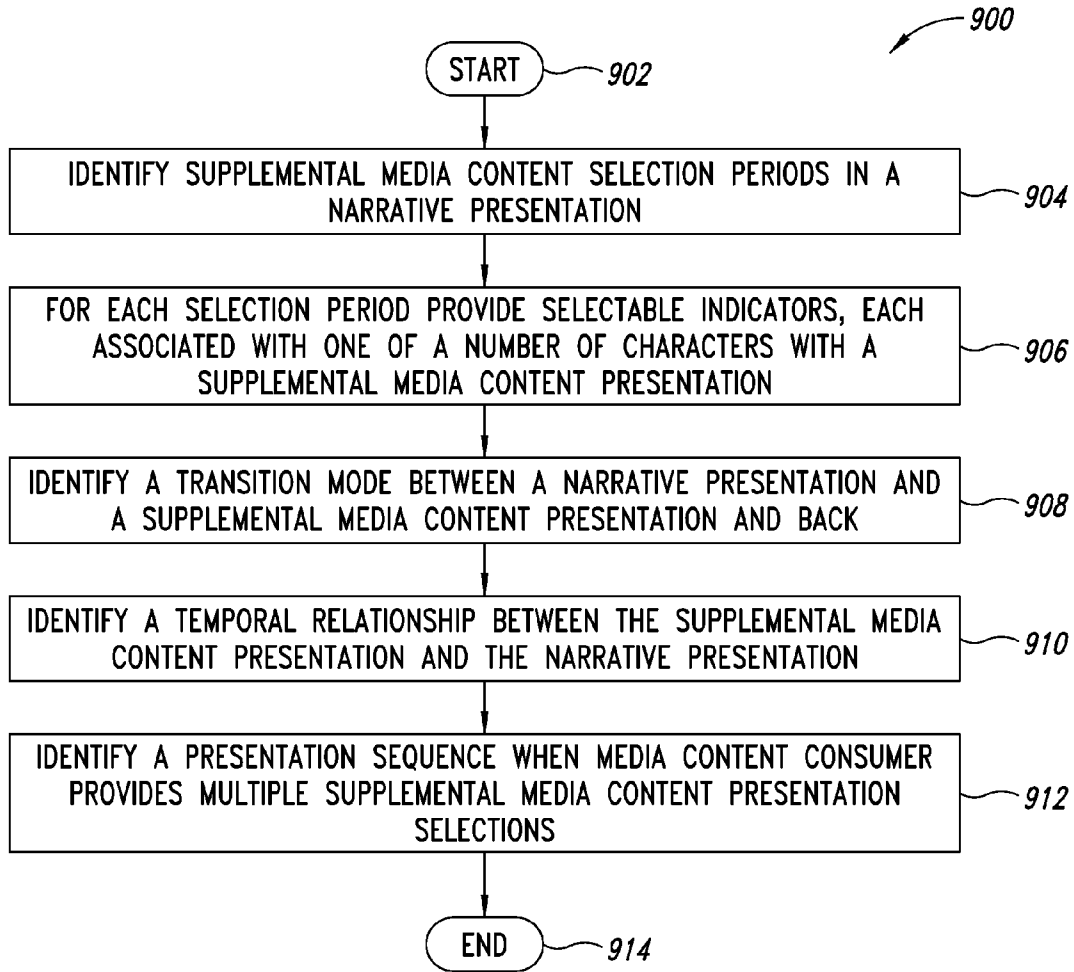 900
START
902
IDENTIFY SUPPLEMENTAL MEDIA CONTENT SELECTION PERIODS IN A
NARRATIVE PRESENTATION
904
FOR EACH SELECTION PERIOD PROVIDE SELECTABLE INDICATORS, EACH
ASSOCIATED WITH ONE OF A NUMBER OF CHARACTERS WITH A
SUPPLEMENTAL MEDIA CONTENT PRESENTATION
906
IDENTIFY A TRANSITION MODE BETWEEN A NARRATIVE PRESENTATION AND
A SUPPLEMENTAL MEDIA CONTENT PRESENTATION AND BACK
908
IDENTIFY A TEMPORAL RELATIONSHIP BETWEEN THE SUPPLEMENTAL MEDIA
CONTENT PRESENTATION AND THE NARRATIVE PRESENTATION
910
IDENTIFY A PRESENTATION SEQUENCE WHEN MEDIA CONTENT CONSUMER
PROVIDES MULTIPLE SUPPLEMENTAL MEDIA CONTENT PRESENTATION
SELECTIONS
912
END
914